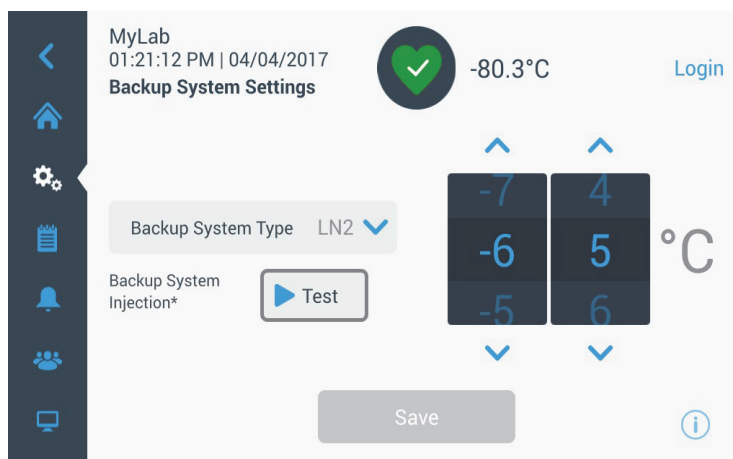 MyLab
01:21:12 PM | 04/04/2017
Backup System Settings
-80.3°C
Login
-7 4
Backup System Type LN2
-6 5 °C
Backup System
Injection*
Test
-5 6
Save
i